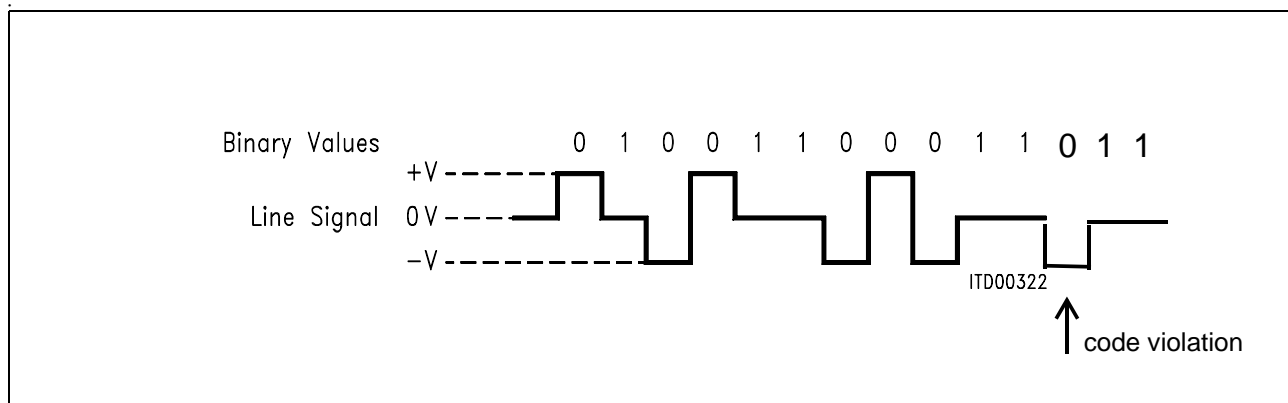 Binary Values 0 1 0 0 1 1 0 0 0 1 1 0 1 1
+V
Line Signal 0V
-V
ITD00322
code violation